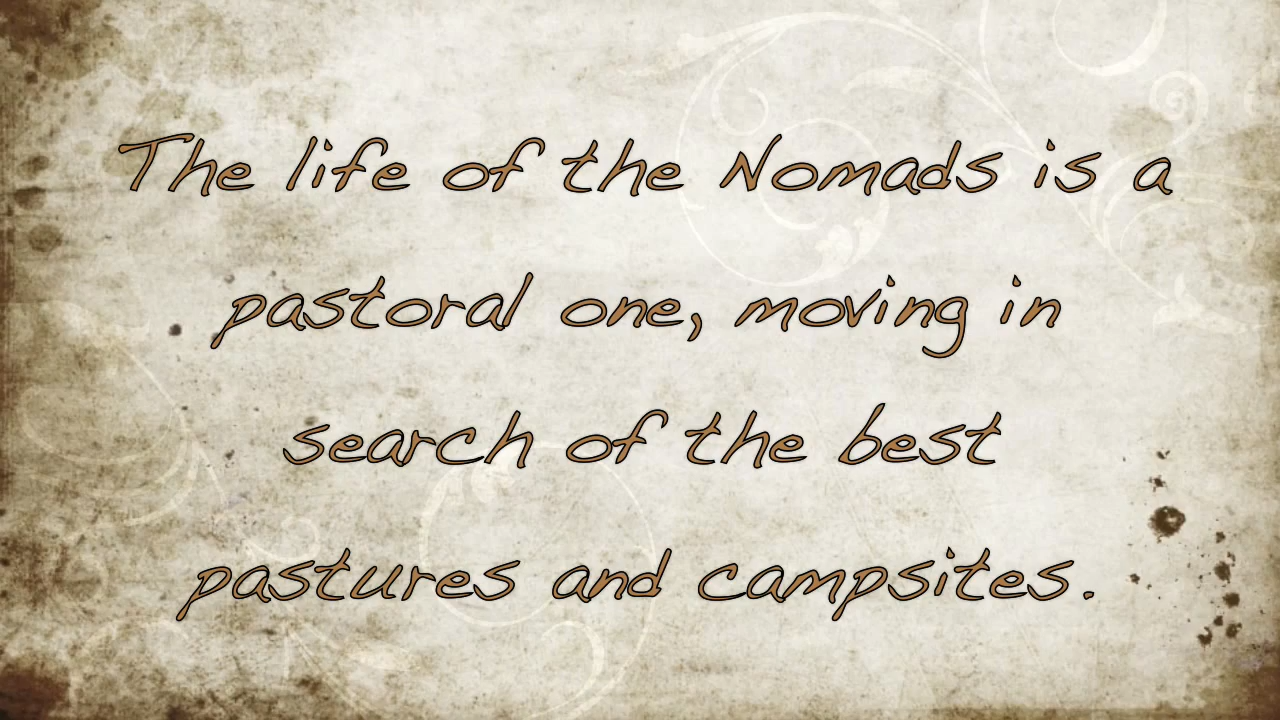 The life of the Nomads is a
pastoral one, moving in
search of the best
pastures and campsites.